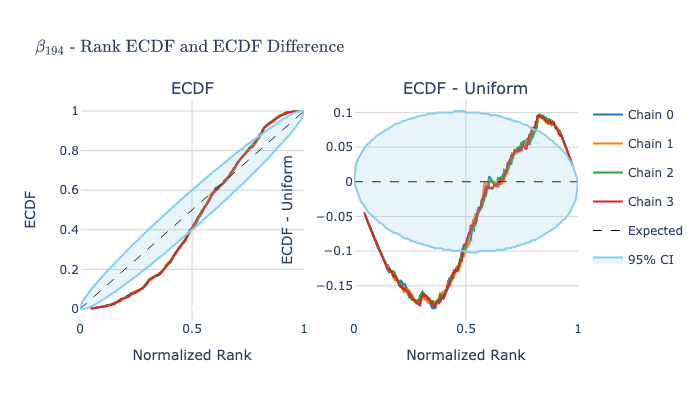 β194 - Rank ECDF and ECDF Difference
ECDF
ECDF - Uniform
1
0.8
0.6
0.4
0.2
0
ECDF
0
0.5
1
Normalized Rank
0.1
0.05
0
−0.05
−0.1
−0.15
ECDF - Uniform
0
0.5
1
Normalized Rank
Chain 0
Chain 1
Chain 2
Chain 3
Expected
95% CI